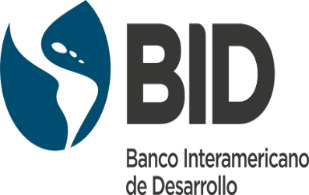 BID
Banco Interamericano
de Desarrollo